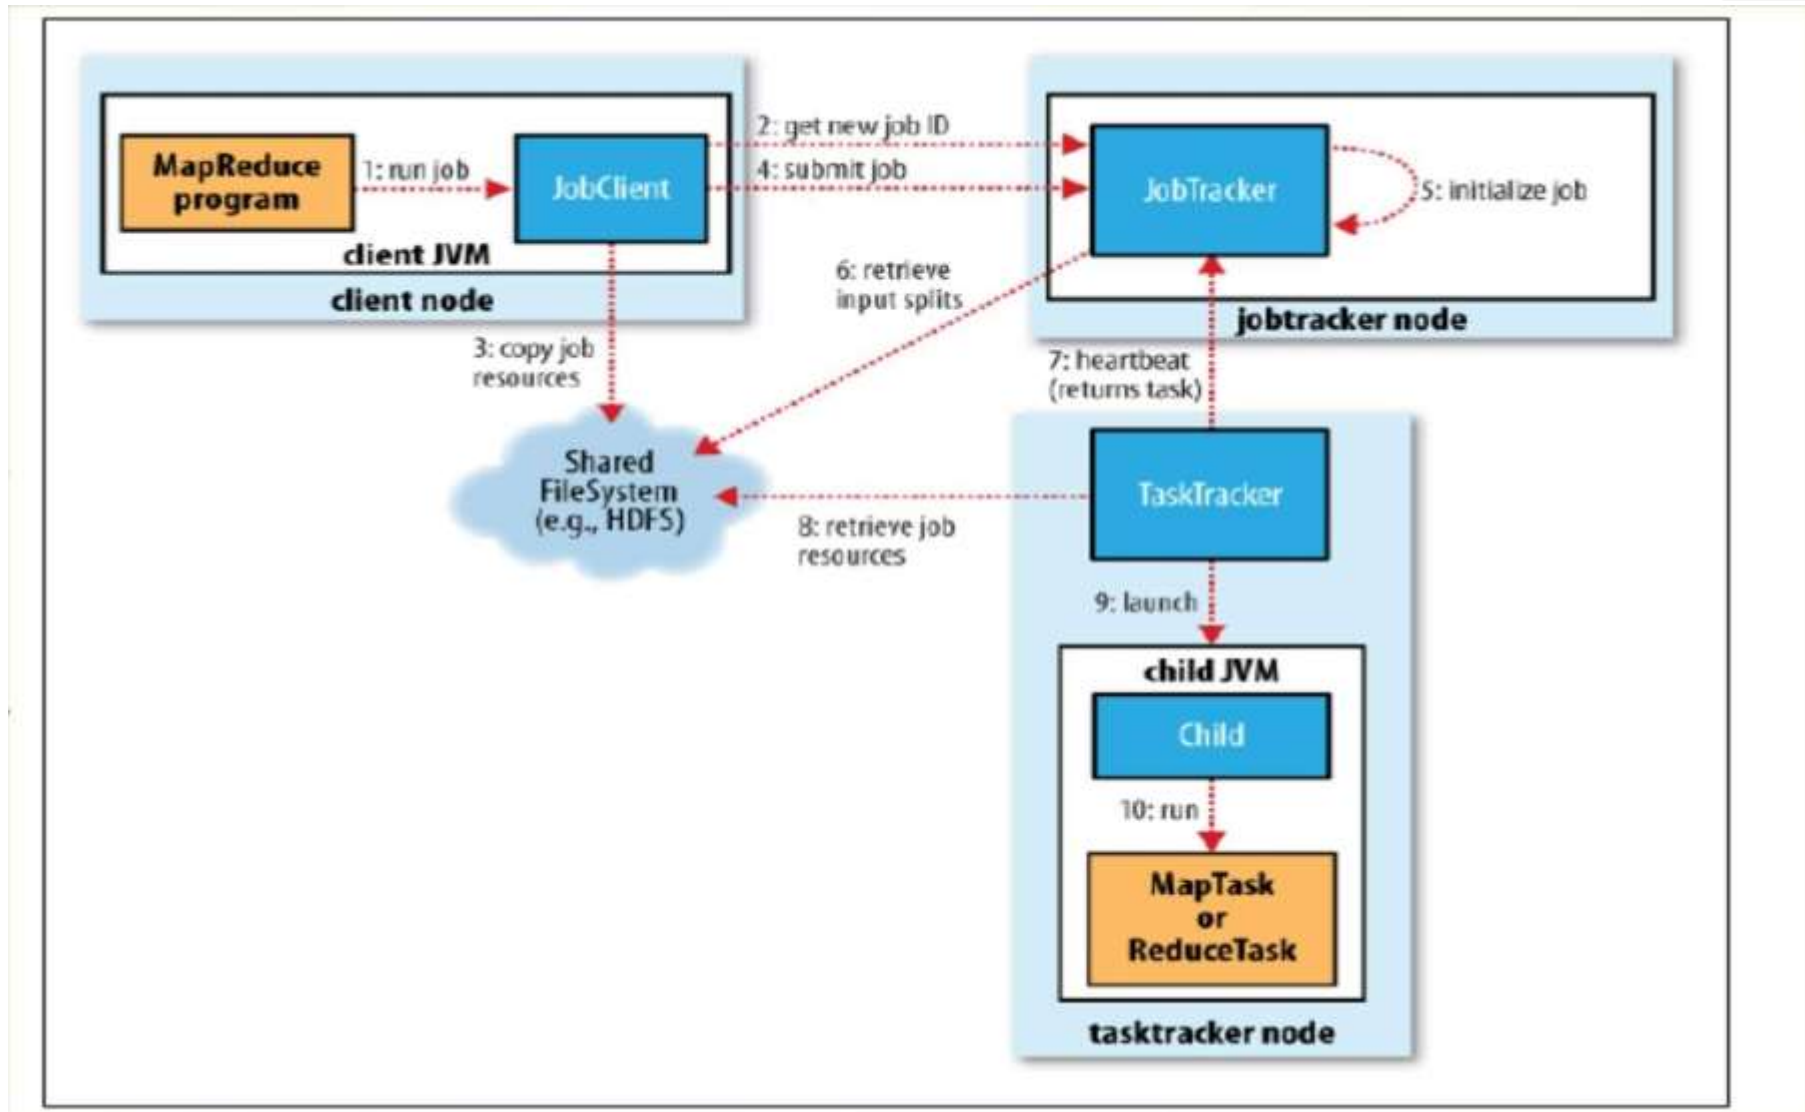 MapReduce
program
1: run job
JobClient
client JVM
client node
2: get new job ID
4: submit job
JobTracker
5: initialize job
jobtracker node
6: retrieve
input splits
3: copy job
resources
7: heartbeat
(returns task)
Shared
FileSystem
(e.g., HDFS)
TaskTracker
8: retrieve job
resources
9: launch
child JVM
Child
10: run
MapTask
or
ReduceTask
tasktracker node